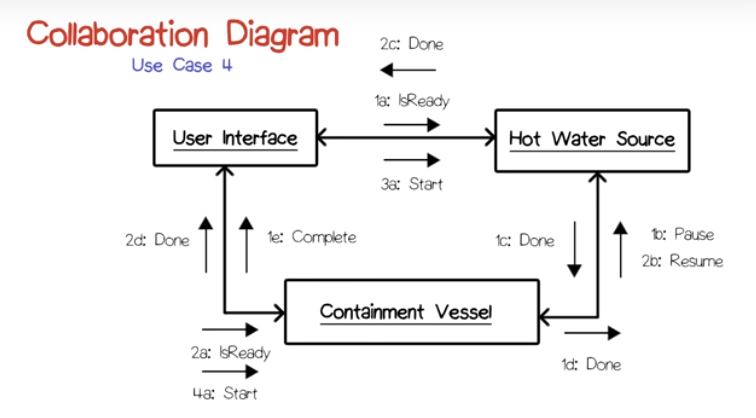 Collaboration Diagram
Use Case 4
2c: Done
1a: IsReady
User Interface
Hot Water Source
3a: Start
2d: Done
1e: Complete
1c: Done
1b: Pause
2b: Resume
Containment Vessel
2a: IsReady
4a: Start
1d: Done